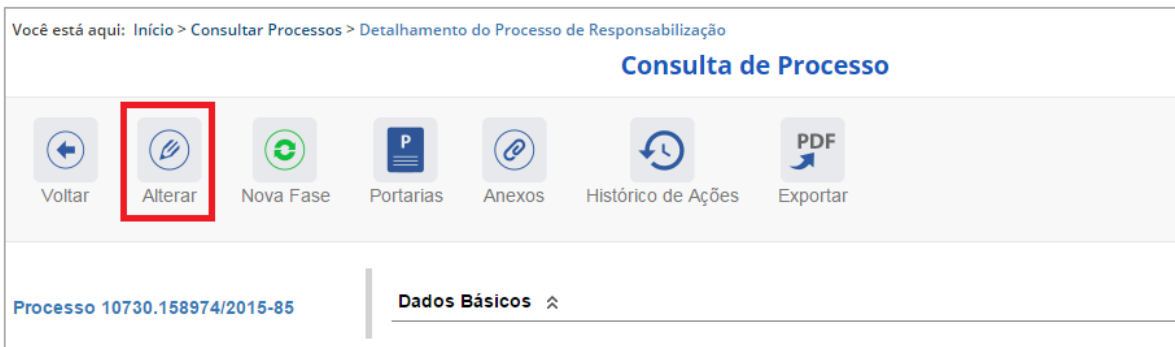 Você está aqui: Início > Consultar Processos > Detalhamento do Processo de Responsabilização
Consulta de Processo
P
PDF
Voltar Alterar Nova Fase Portarias Anexos Histórico de Ações Exportar
Processo 10730.158974/2015-85
Dados Básicos